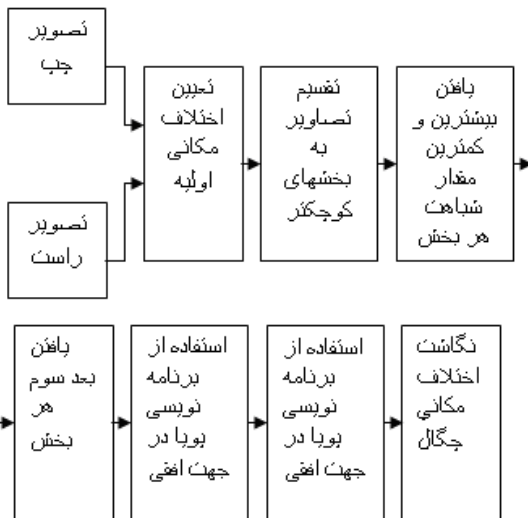 تصویر
چپ
تصویر
راست
تعیین
اختلاف
مکانی
اولیه
تقسیم
تصاویر
به
بخشهای
کوچکتر
یافتن
بیشترین و
کمترین
مقدار
شباهت
هر بخش
یافتن
بعد سوم
هر
بخش
استفاده از
برنامه
نویسی
پویا در
جهت افقی
استفاده از
برنامه
نویسی
پویا در
جهت افقی
نگاشت
اختلاف
مكاني
چگال